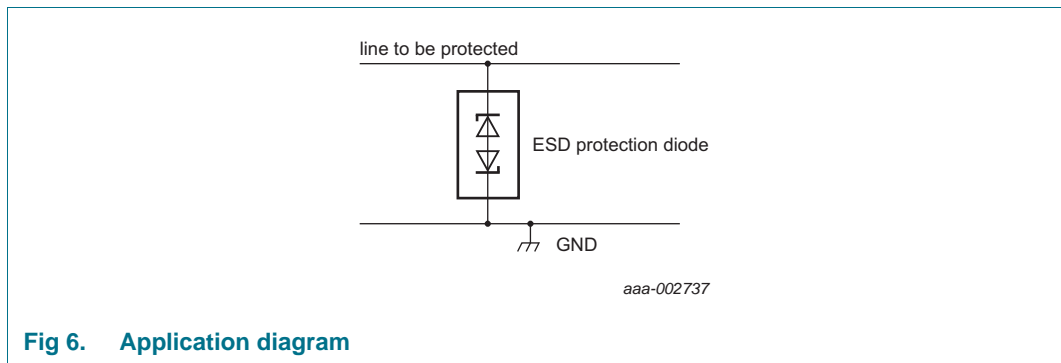 line to be protected
ESD protection diode
GND
aaa-002737
Fig 6. Application diagram